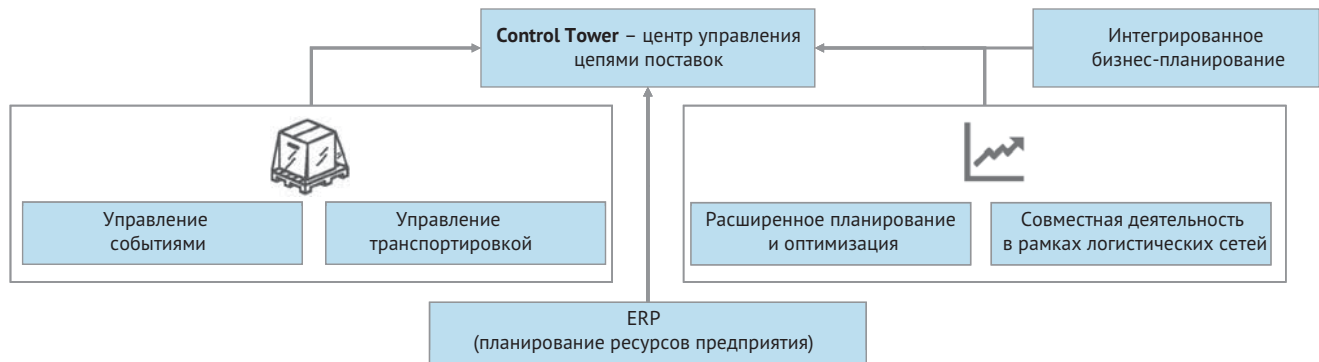 Control Tower – центр управления
цепями поставок
Интегрированное
бизнес-планирование
Управление
событиями
Управление
транспортировкой
Расширенное планирование
и оптимизация
Совместная деятельность
в рамках логистических сетей
ERP
(планирование ресурсов предприятия)